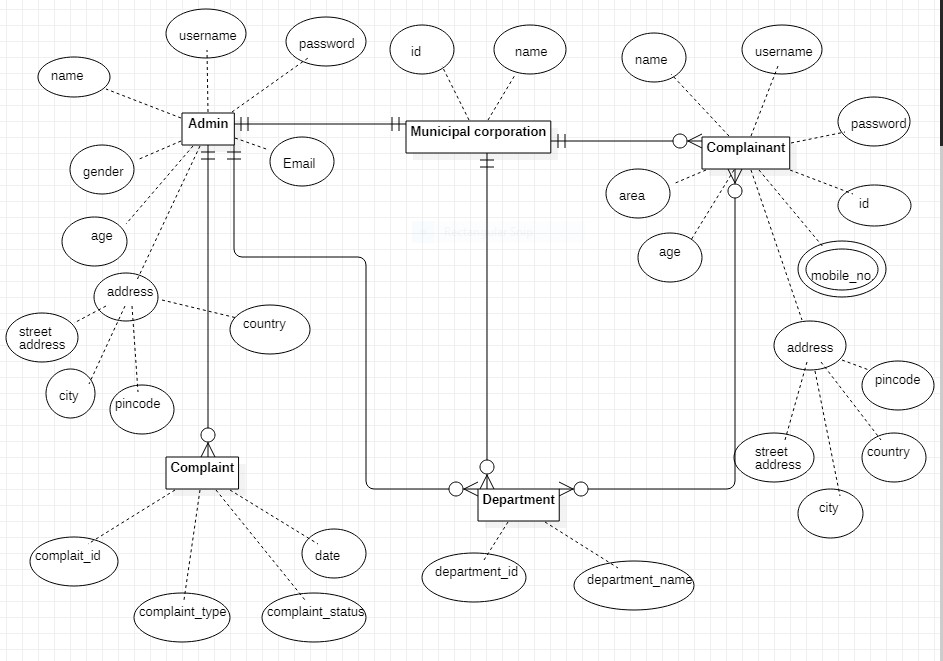 username
password
id
name
name
username
name
Admin
Municipal corporation
Complainant
password
gender
Email
area
id
age
age
mobile_no
address
street
address
country
city
pincode
address
pincode
street
address
country
city
Complaint
Department
complait_id
date
complaint_type
complaint_status
department_id
department_name